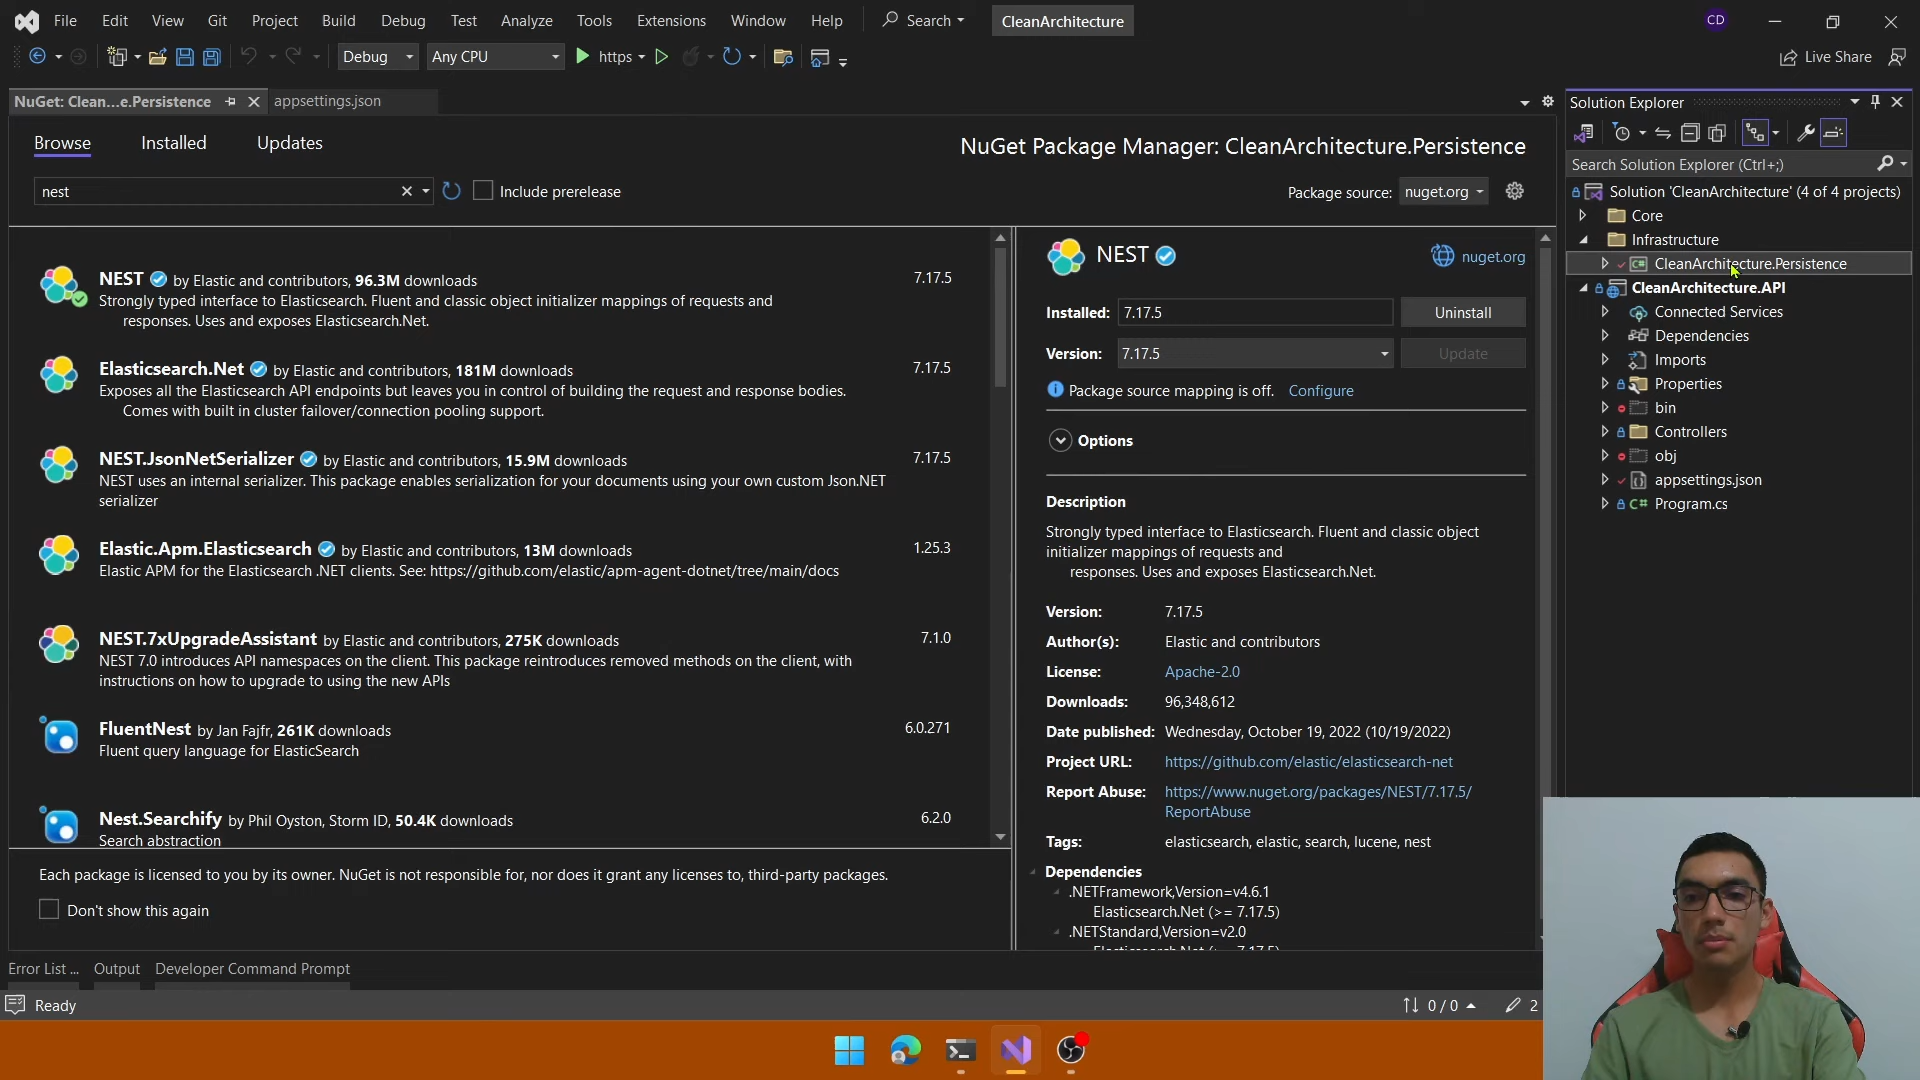 File Edit View Git Project Build Debug Test Analyze Tools Extensions Window Help Search CleanArchitecture CD
Debug Any CPU https Live Share
NuGet: Clean...e.Persistence appsettings.json
Browse Installed Updates NuGet Package Manager: CleanArchitecture.Persistence
nest Include prerelease Package source: nuget.org
NEST by Elastic and contributors, 96.3M downloads 7.17.5
Strongly typed interface to Elasticsearch. Fluent and classic object initializer mappings of requests and
responses. Uses and exposes Elasticsearch.Net.
Elasticsearch.Net by Elastic and contributors, 181M downloads 7.17.5
Exposes all the Elasticsearch API endpoints but leaves you in control of building the request and response bodies.
Comes with built in cluster failover/connection pooling support.
NEST.JsonNetSerializer by Elastic and contributors, 15.9M downloads 7.17.5
NEST uses an internal serializer. This package enables serialization for your documents using your own custom Json.NET
serializer
Elastic.Apm.Elasticsearch by Elastic and contributors, 13M downloads 1.25.3
Elastic APM for the Elasticsearch .NET clients. See: https://github.com/elastic/apm-agent-dotnet/tree/main/docs
NEST.7xUpgradeAssistant by Elastic and contributors, 275K downloads 7.1.0
NEST 7.0 introduces API namespaces on the client. This package reintroduces removed methods on the client, with
instructions on how to upgrade to using the new APIs
FluentNest by Jan Fajfr, 261K downloads 6.0.271
Fluent query language for ElasticSearch
Nest.Searchify by Phil Oyston, Storm ID, 50.4K downloads 6.2.0
Search abstraction
Each package is licensed to you by its owner. NuGet is not responsible for, nor does it grant any licenses to, third-party packages.
Don't show this again
NEST nuget.org
Installed: 7.17.5 Uninstall
Version: 7.17.5 Update
Package source mapping is off. Configure
Options
Description
Strongly typed interface to Elasticsearch. Fluent and classic object
initializer mappings of requests and
responses. Uses and exposes Elasticsearch.Net.
Version: 7.17.5
Author(s): Elastic and contributors
License: Apache-2.0
Downloads: 96,348,612
Date published: Wednesday, October 19, 2022 (10/19/2022)
Project URL: https://github.com/elastic/elasticsearch-net
Report Abuse: https://www.nuget.org/packages/NEST/7.17.5/
ReportAbuse
Tags: elasticsearch, elastic, search, lucene, nest
Dependencies
.NETFramework,Version=v4.6.1
Elasticsearch.Net (>= 7.17.5)
.NETStandard,Version=v2.0
Elasticsearch.Net (>= 7.17.5)
Solution Explorer
Search Solution Explorer (Ctrl+;)
Solution 'CleanArchitecture' (4 of 4 projects)
Core
Infrastructure
CleanArchitecture.Persistence
CleanArchitecture.API
Connected Services
Dependencies
Imports
Properties
bin
Controllers
obj
appsettings.json
C# Program.cs
Error List ... Output Developer Command Prompt
Ready 0 / 0 2